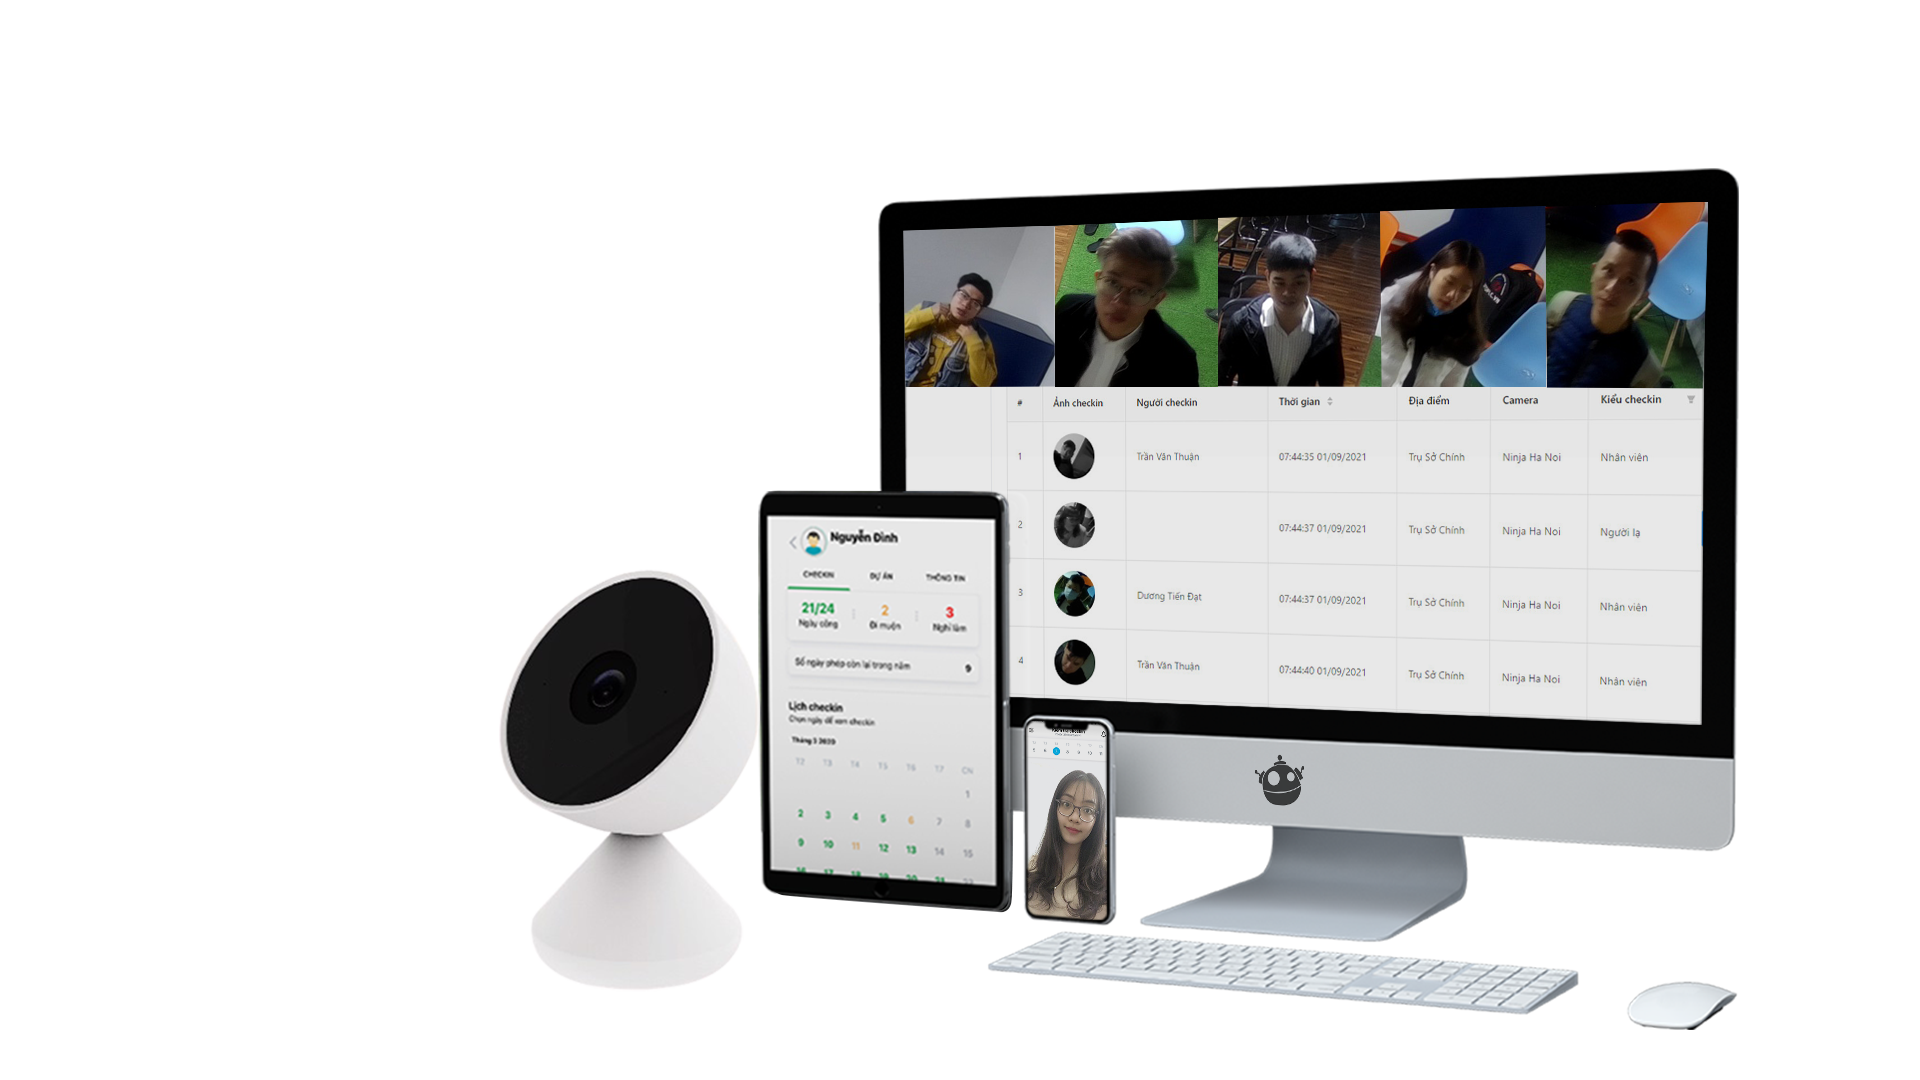 # Ảnh checkin Người checkin Thời gian Địa điểm Camera Kiểu checkin
1 Trần Văn Thuận 07:44:35 01/09/2021 Trụ Sở Chính Ninja Ha Noi Nhân viên
2 07:44:37 01/09/2021 Trụ Sở Chính Ninja Ha Noi Người lạ
3 Dương Tiến Đạt 07:44:37 01/09/2021 Trụ Sở Chính Ninja Ha Noi Nhân viên
4 Trần Văn Thuận 07:44:40 01/09/2021 Trụ Sở Chính Ninja Ha Noi Nhân viên
Nguyễn Đình
CHECKIN DỰ ÁN THÔNG TIN
21/24 2 3
Ngày công Đi muộn Nghỉ làm
Số ngày phép còn lại trong năm 9
Lịch checkin
Chọn ngày để xem checkin
Tháng 3 2020
T2 T3 T4 T5 T6 T7 CN
1
2 3 4 5 6 7 8
9 10 11 12 13 14 15